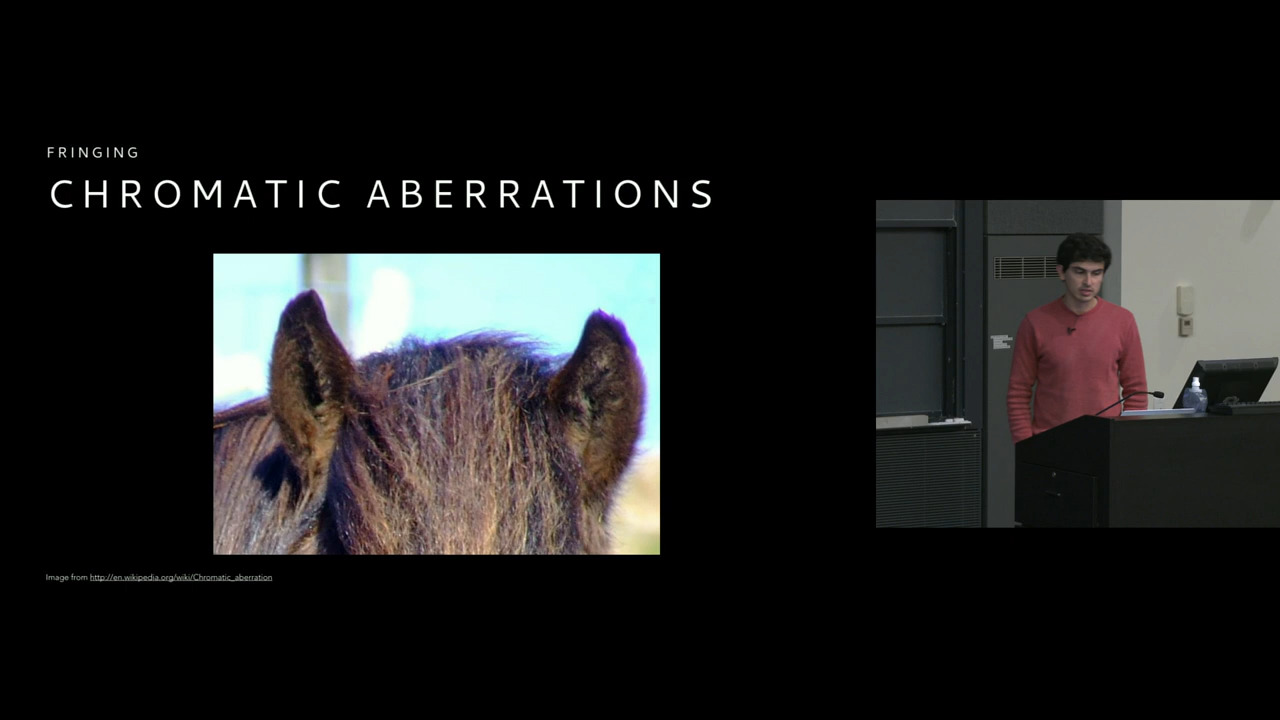 FRINGING
CHROMATIC ABERRATIONS
Image from http://en.wikipedia.org/wiki/Chromatic_aberration